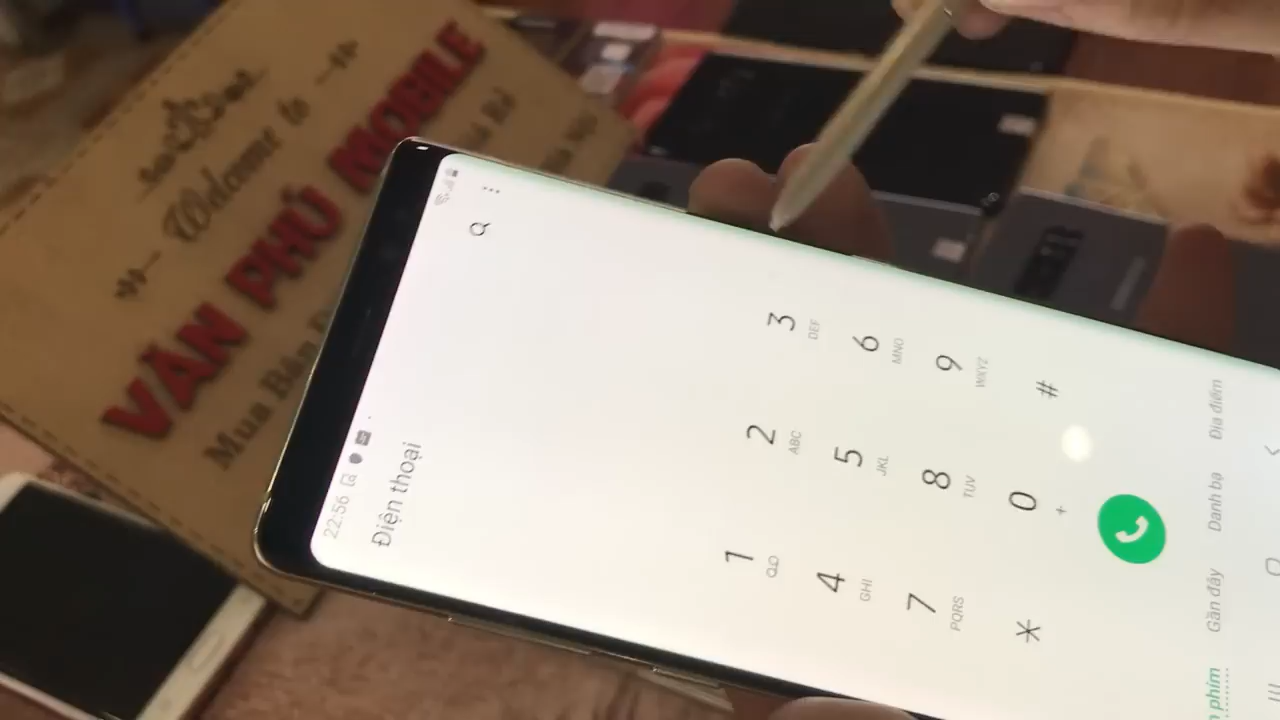 Welcome to
VĂN PHÚ MOBILE
Mua Bán
22:56
Điện thoại
1
2 ABC
3 DEF
4 GHI
5 JKL
6 MNO
7 PQRS
8 TUV
9 WXYZ
*
0 +
#
phím
Gần đây
Danh bạ
Địa điểm